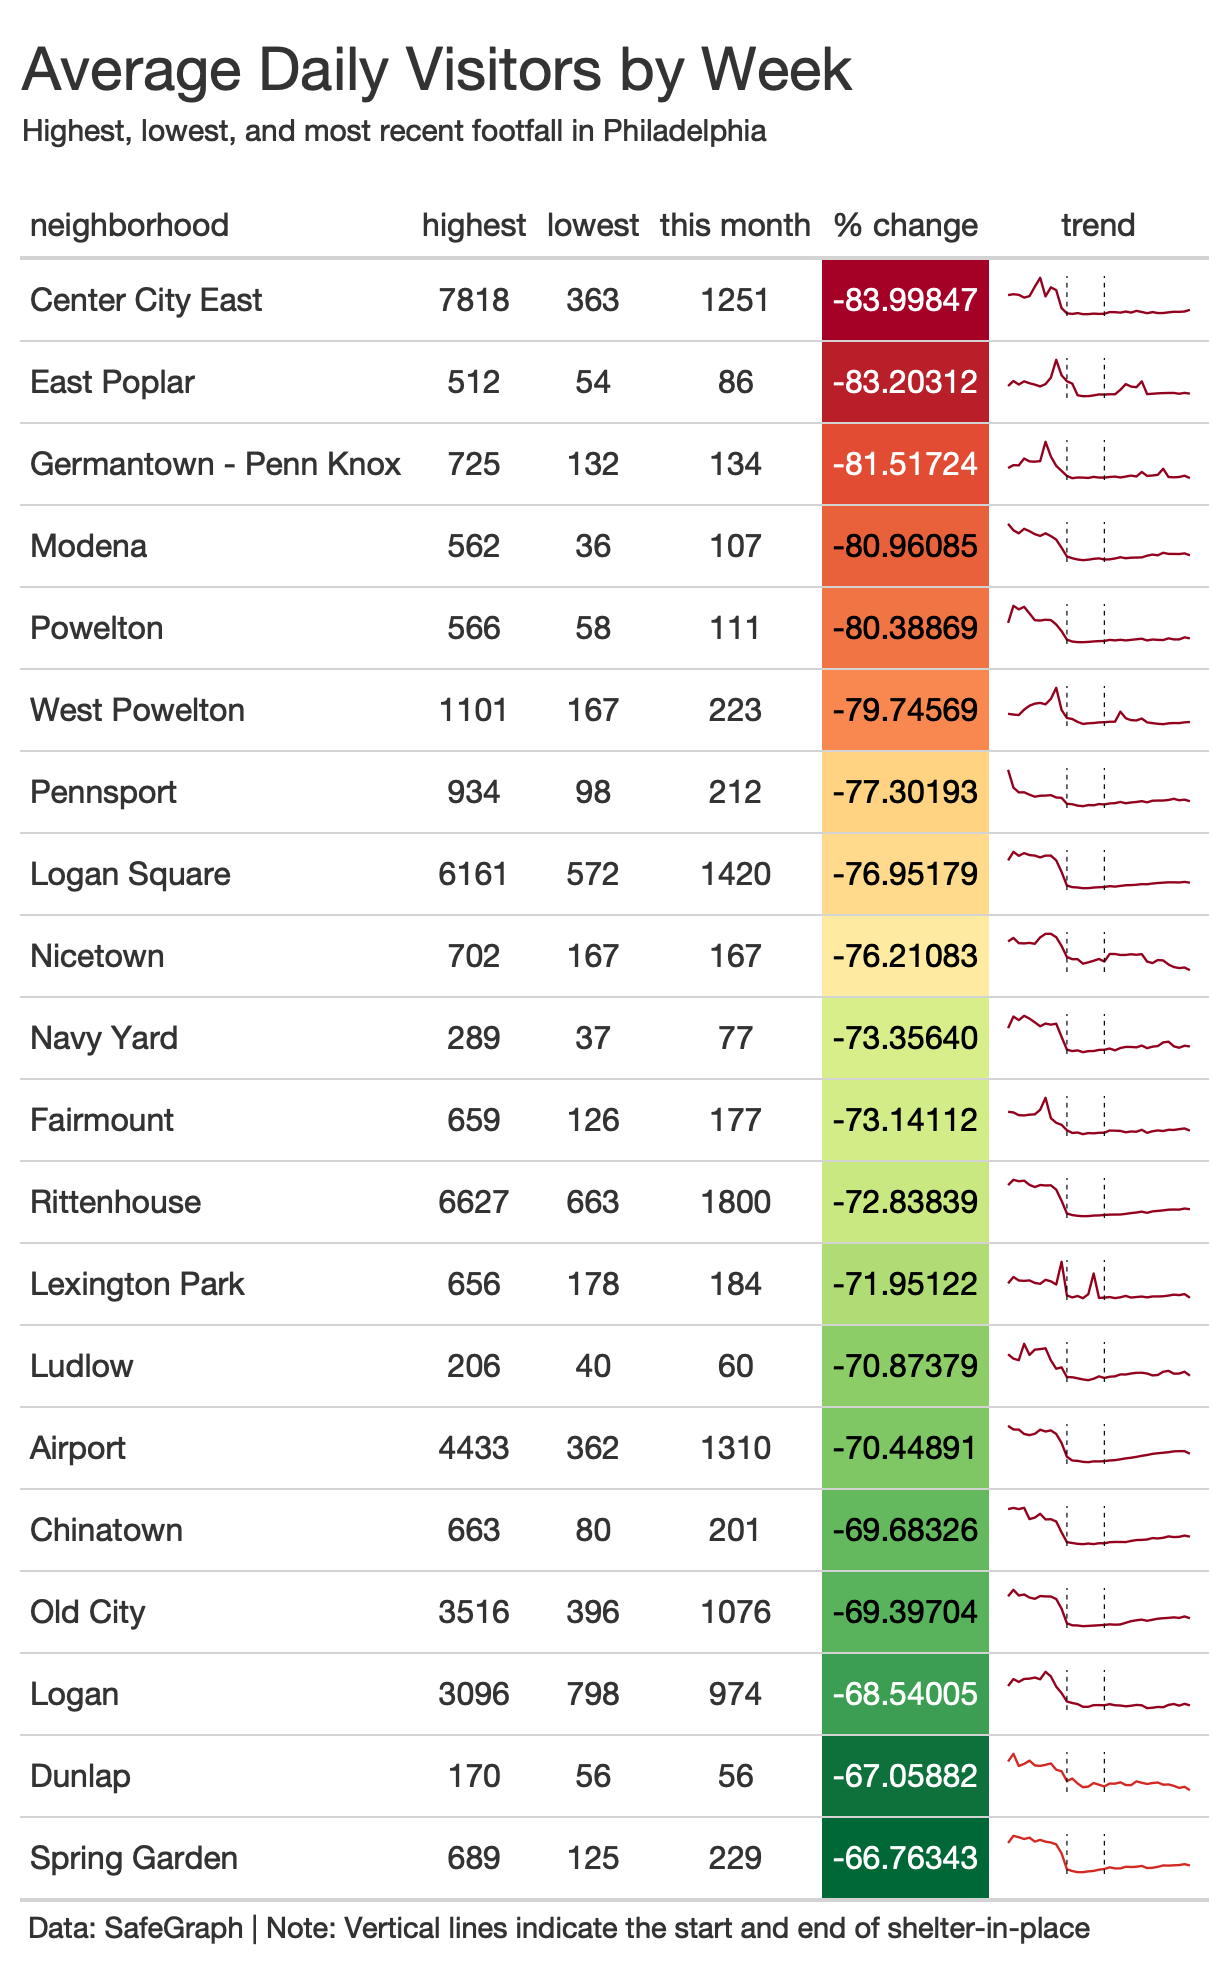 Average Daily Visitors by Week
Highest, lowest, and most recent footfall in Philadelphia
neighborhood highest lowest this month % change trend
Center City East 7818 363 1251 -83.99847
East Poplar 512 54 86 -83.20312
Germantown - Penn Knox 725 132 134 -81.51724
Modena 562 36 107 -80.96085
Powelton 566 58 111 -80.38869
West Powelton 1101 167 223 -79.74569
Pennsport 934 98 212 -77.30193
Logan Square 6161 572 1420 -76.95179
Nicetown 702 167 167 -76.21083
Navy Yard 289 37 77 -73.35640
Fairmount 659 126 177 -73.14112
Rittenhouse 6627 663 1800 -72.83839
Lexington Park 656 178 184 -71.95122
Ludlow 206 40 60 -70.87379
Airport 4433 362 1310 -70.44891
Chinatown 663 80 201 -69.68326
Old City 3516 396 1076 -69.39704
Logan 3096 798 974 -68.54005
Dunlap 170 56 56 -67.05882
Spring Garden 689 125 229 -66.76343
Data: SafeGraph | Note: Vertical lines indicate the start and end of shelter-in-place